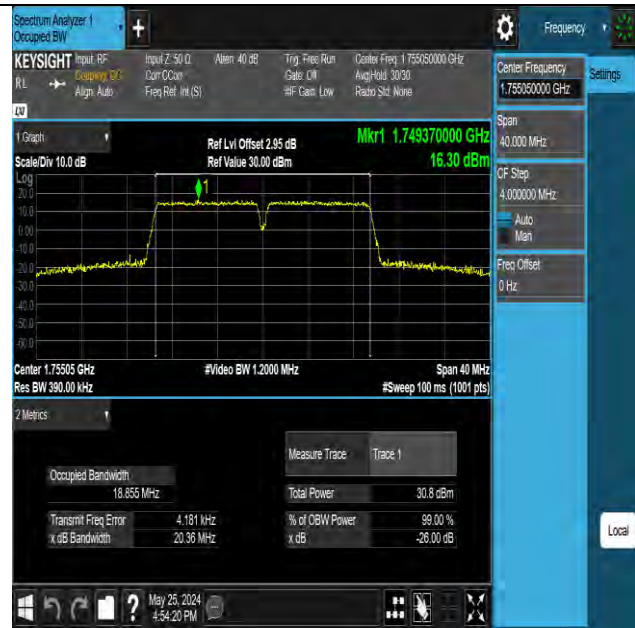 Spectrum Analyzer 1
Occupied BW
Frequency
KEYSIGHT Input: RF
RL
Coupling: DC
Align: Auto
Input Z: 50 Ω
Corr CCorr
Freq Ref: Int (S)
Atten: 40 dB
Trig: Free Run
Gate: Off
#IF Gain: Low
Center Freq: 1.755050000 GHz
Avg|Hold: 30/30
Radio Std: None
LXI
Center Frequency
1.755050000 GHz
Settings
Span
40.000 MHz
CF Step
4.000000 MHz
Auto
Man
Freq Offset
0 Hz
Local
1 Graph
Scale/Div 10.0 dB
Ref Lvl Offset 2.95 dB
Ref Value 30.00 dBm
Mkr1 1.749370000 GHz
16.30 dBm
Log
20.0
10.0
0.00
-10.0
-20.0
-30.0
-40.0
-50.0
-60.0
1
Center 1.75505 GHz
#Video BW 1.2000 MHz
Span 40 MHz
Res BW 390.00 kHz
#Sweep 100 ms (1001 pts)
2 Metrics
Measure Trace
Trace 1
Occupied Bandwidth
18.855 MHz
Total Power
30.8 dBm
Transmit Freq Error
4.181 kHz
% of OBW Power
99.00 %
x dB Bandwidth
20.36 MHz
x dB
-26.00 dB
?
May 25, 2024
4:54:20 PM